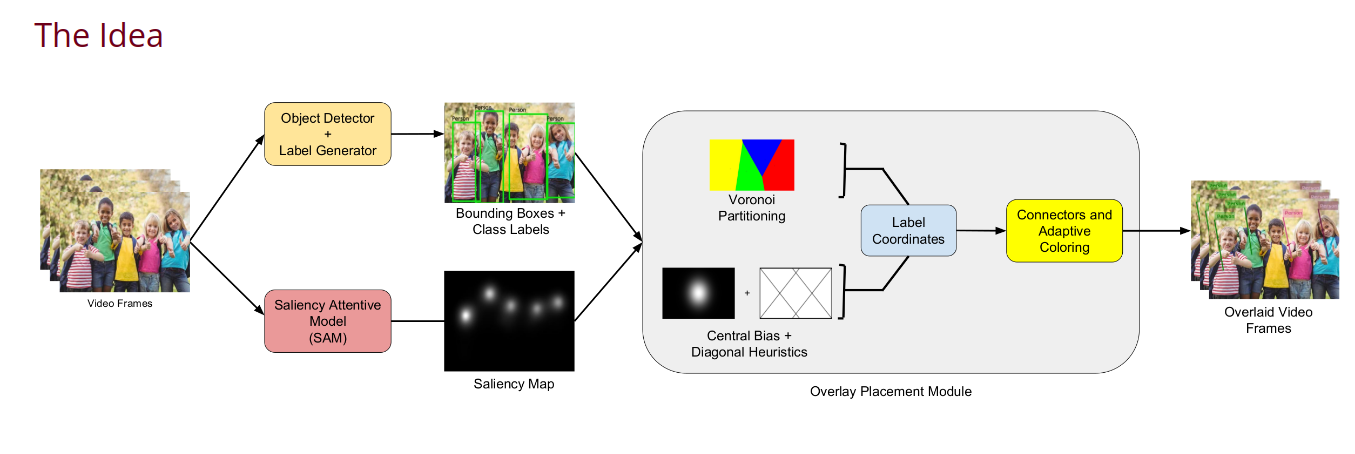 The Idea
Video Frames
Object Detector
+
Label Generator
Saliency Attentive
Model
(SAM)
Person
Person
Person
Person
Bounding Boxes +
Class Labels
Saliency Map
Voronoi
Partitioning
+
Central Bias +
Diagonal Heuristics
Label
Coordinates
Connectors and
Adaptive
Coloring
Overlay Placement Module
Person
Overlaid Video
Frames